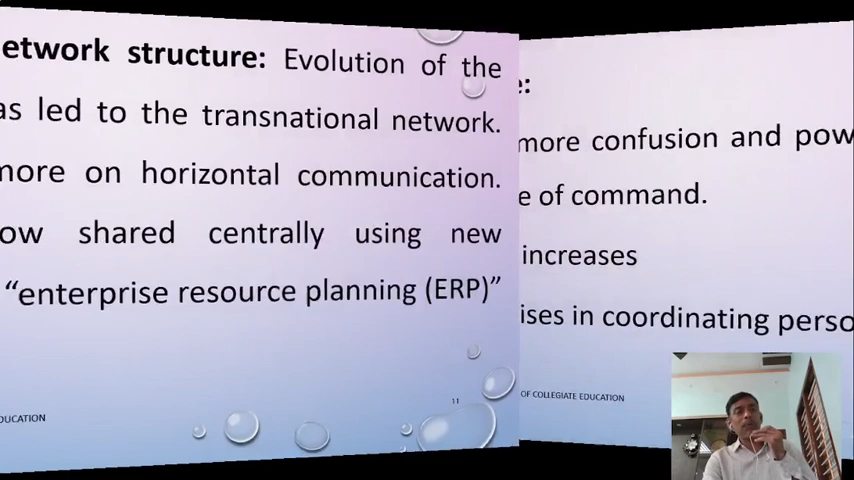 etwork structure: Evolution of the
as led to the transnational network.
more on horizontal communication.
ow shared centrally using new
“enterprise resource planning (ERP)”
11
DUCATION
e:
more confusion and pow
e of command.
increases
ises in coordinating perso
OF COLLEGIATE EDUCATION